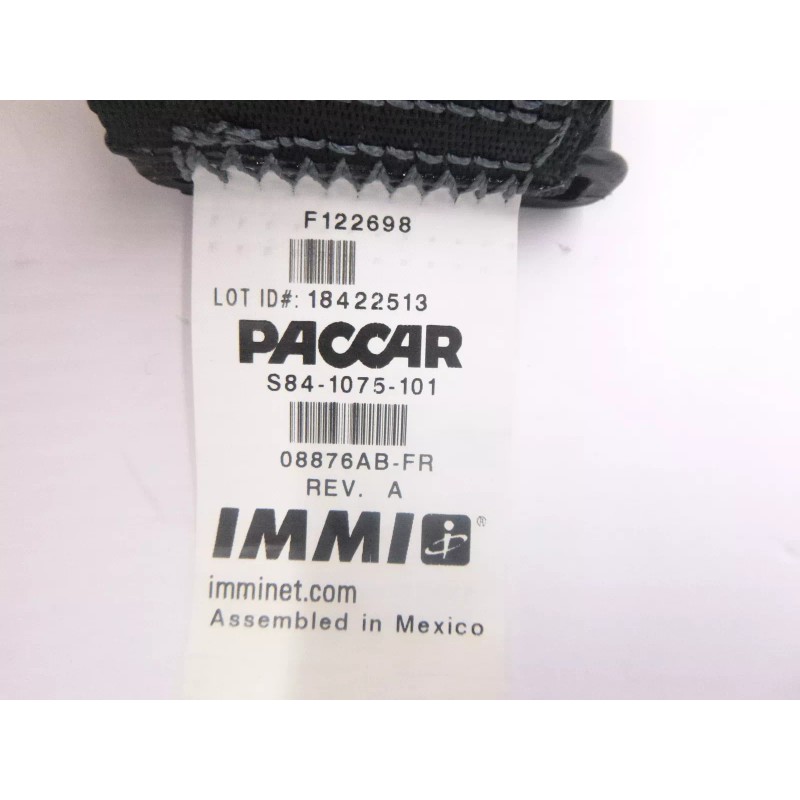 F122698
LOT ID#: 18422513
PACCAR
S84-1075-101
08876AB-FR
REV. A
IMMI ®
imminet.com
Assembled in Mexico